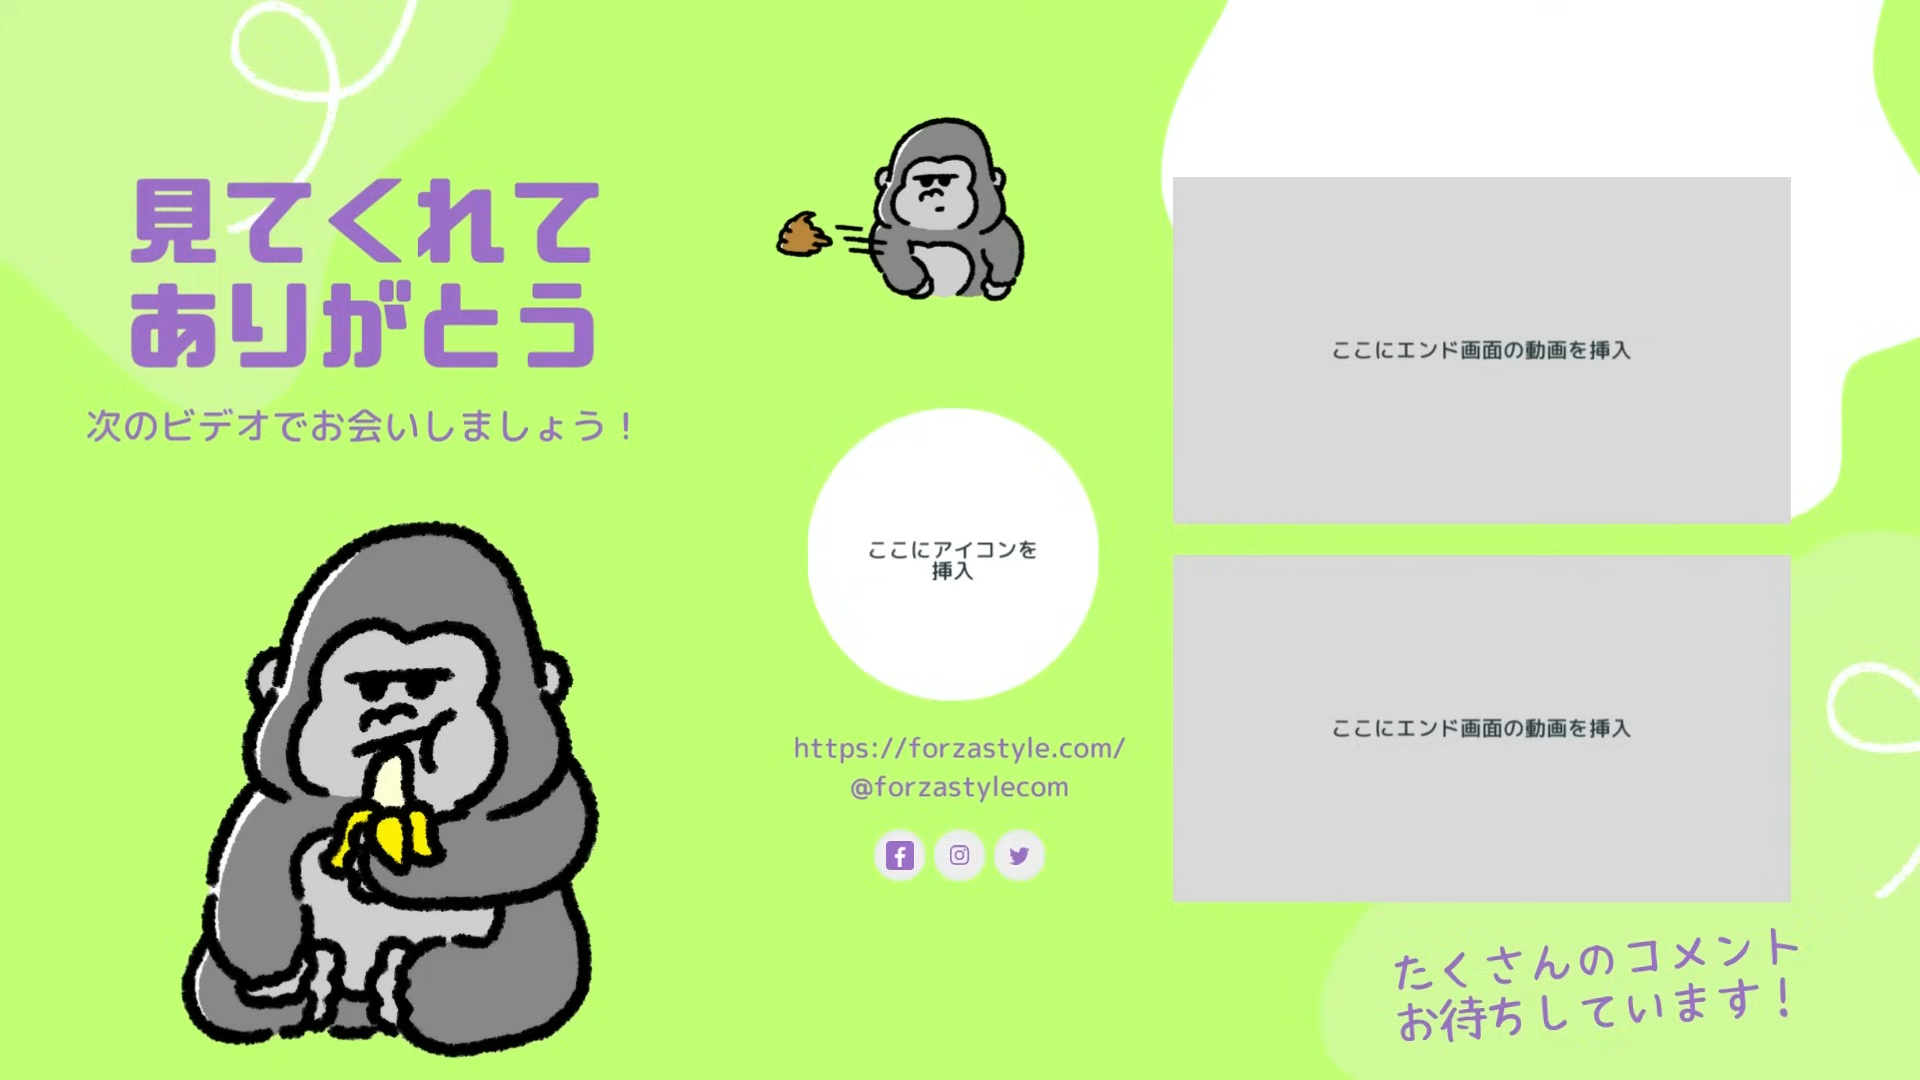 見てくれて
ありがとう
次のビデオでお会いしましょう！
ここにアイコンを
挿入
https://forzastyle.com/
@forzastylecom
ここにエンド画面の動画を挿入
ここにエンド画面の動画を挿入
たくさんのコメント
お待ちしています！